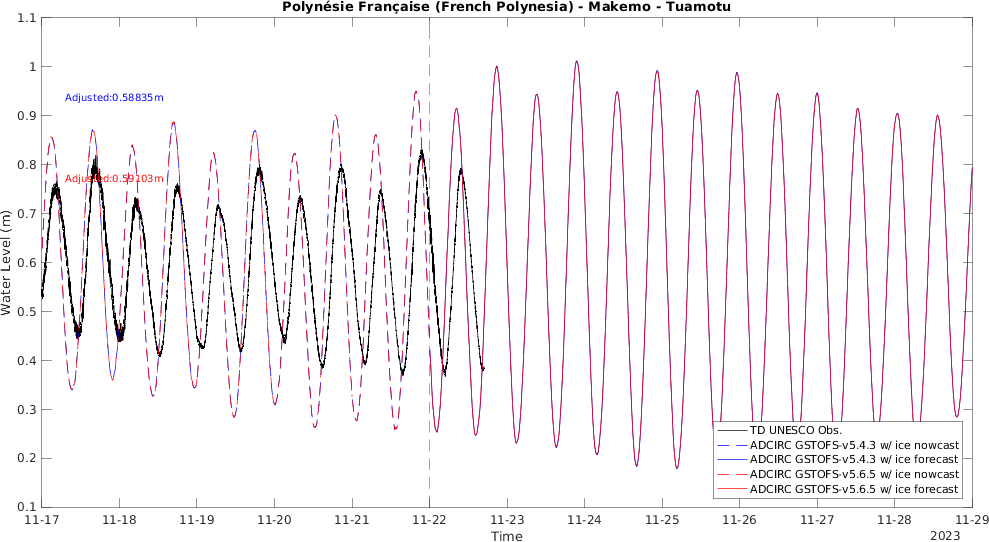 Polynésie Française (French Polynesia) - Makemo - Tuamotu
1.1
1
0.9
0.8
0.7
0.6
0.5
0.4
0.3
0.2
0.1
Water Level (m)
Adjusted:0.58835m
Adjusted:0.59103m
TD UNESCO Obs.
ADCIRC GSTOFS-v5.4.3 w/ ice nowcast
ADCIRC GSTOFS-v5.4.3 w/ ice forecast
ADCIRC GSTOFS-v5.6.5 w/ ice nowcast
ADCIRC GSTOFS-v5.6.5 w/ ice forecast
11-17 11-18 11-19 11-20 11-21 11-22 11-23 11-24 11-25 11-26 11-27 11-28 11-29
Time
2023